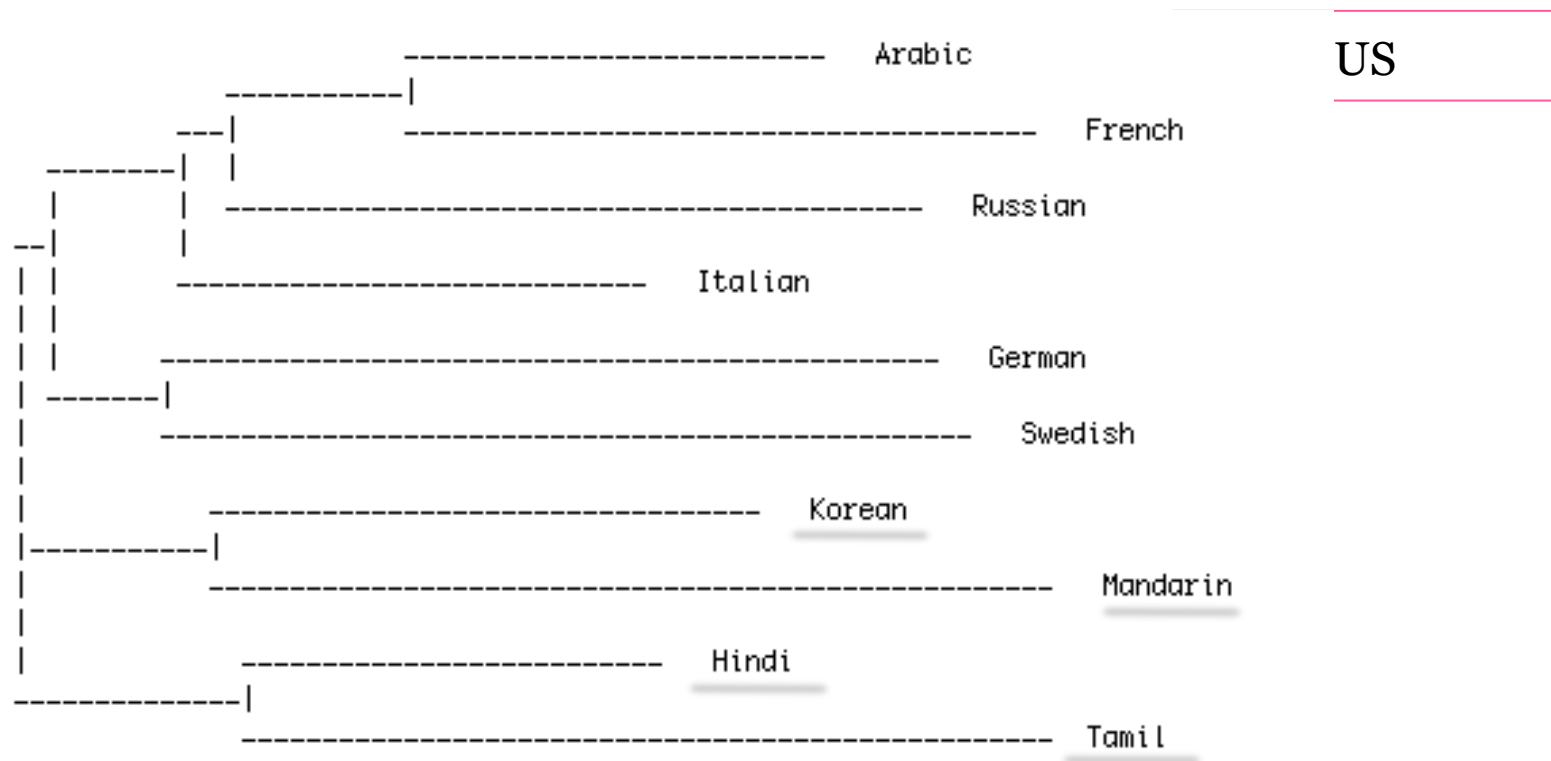 Arabic
US
French
Russian
Italian
German
Swedish
Korean
Mandarin
Hindi
Tamil